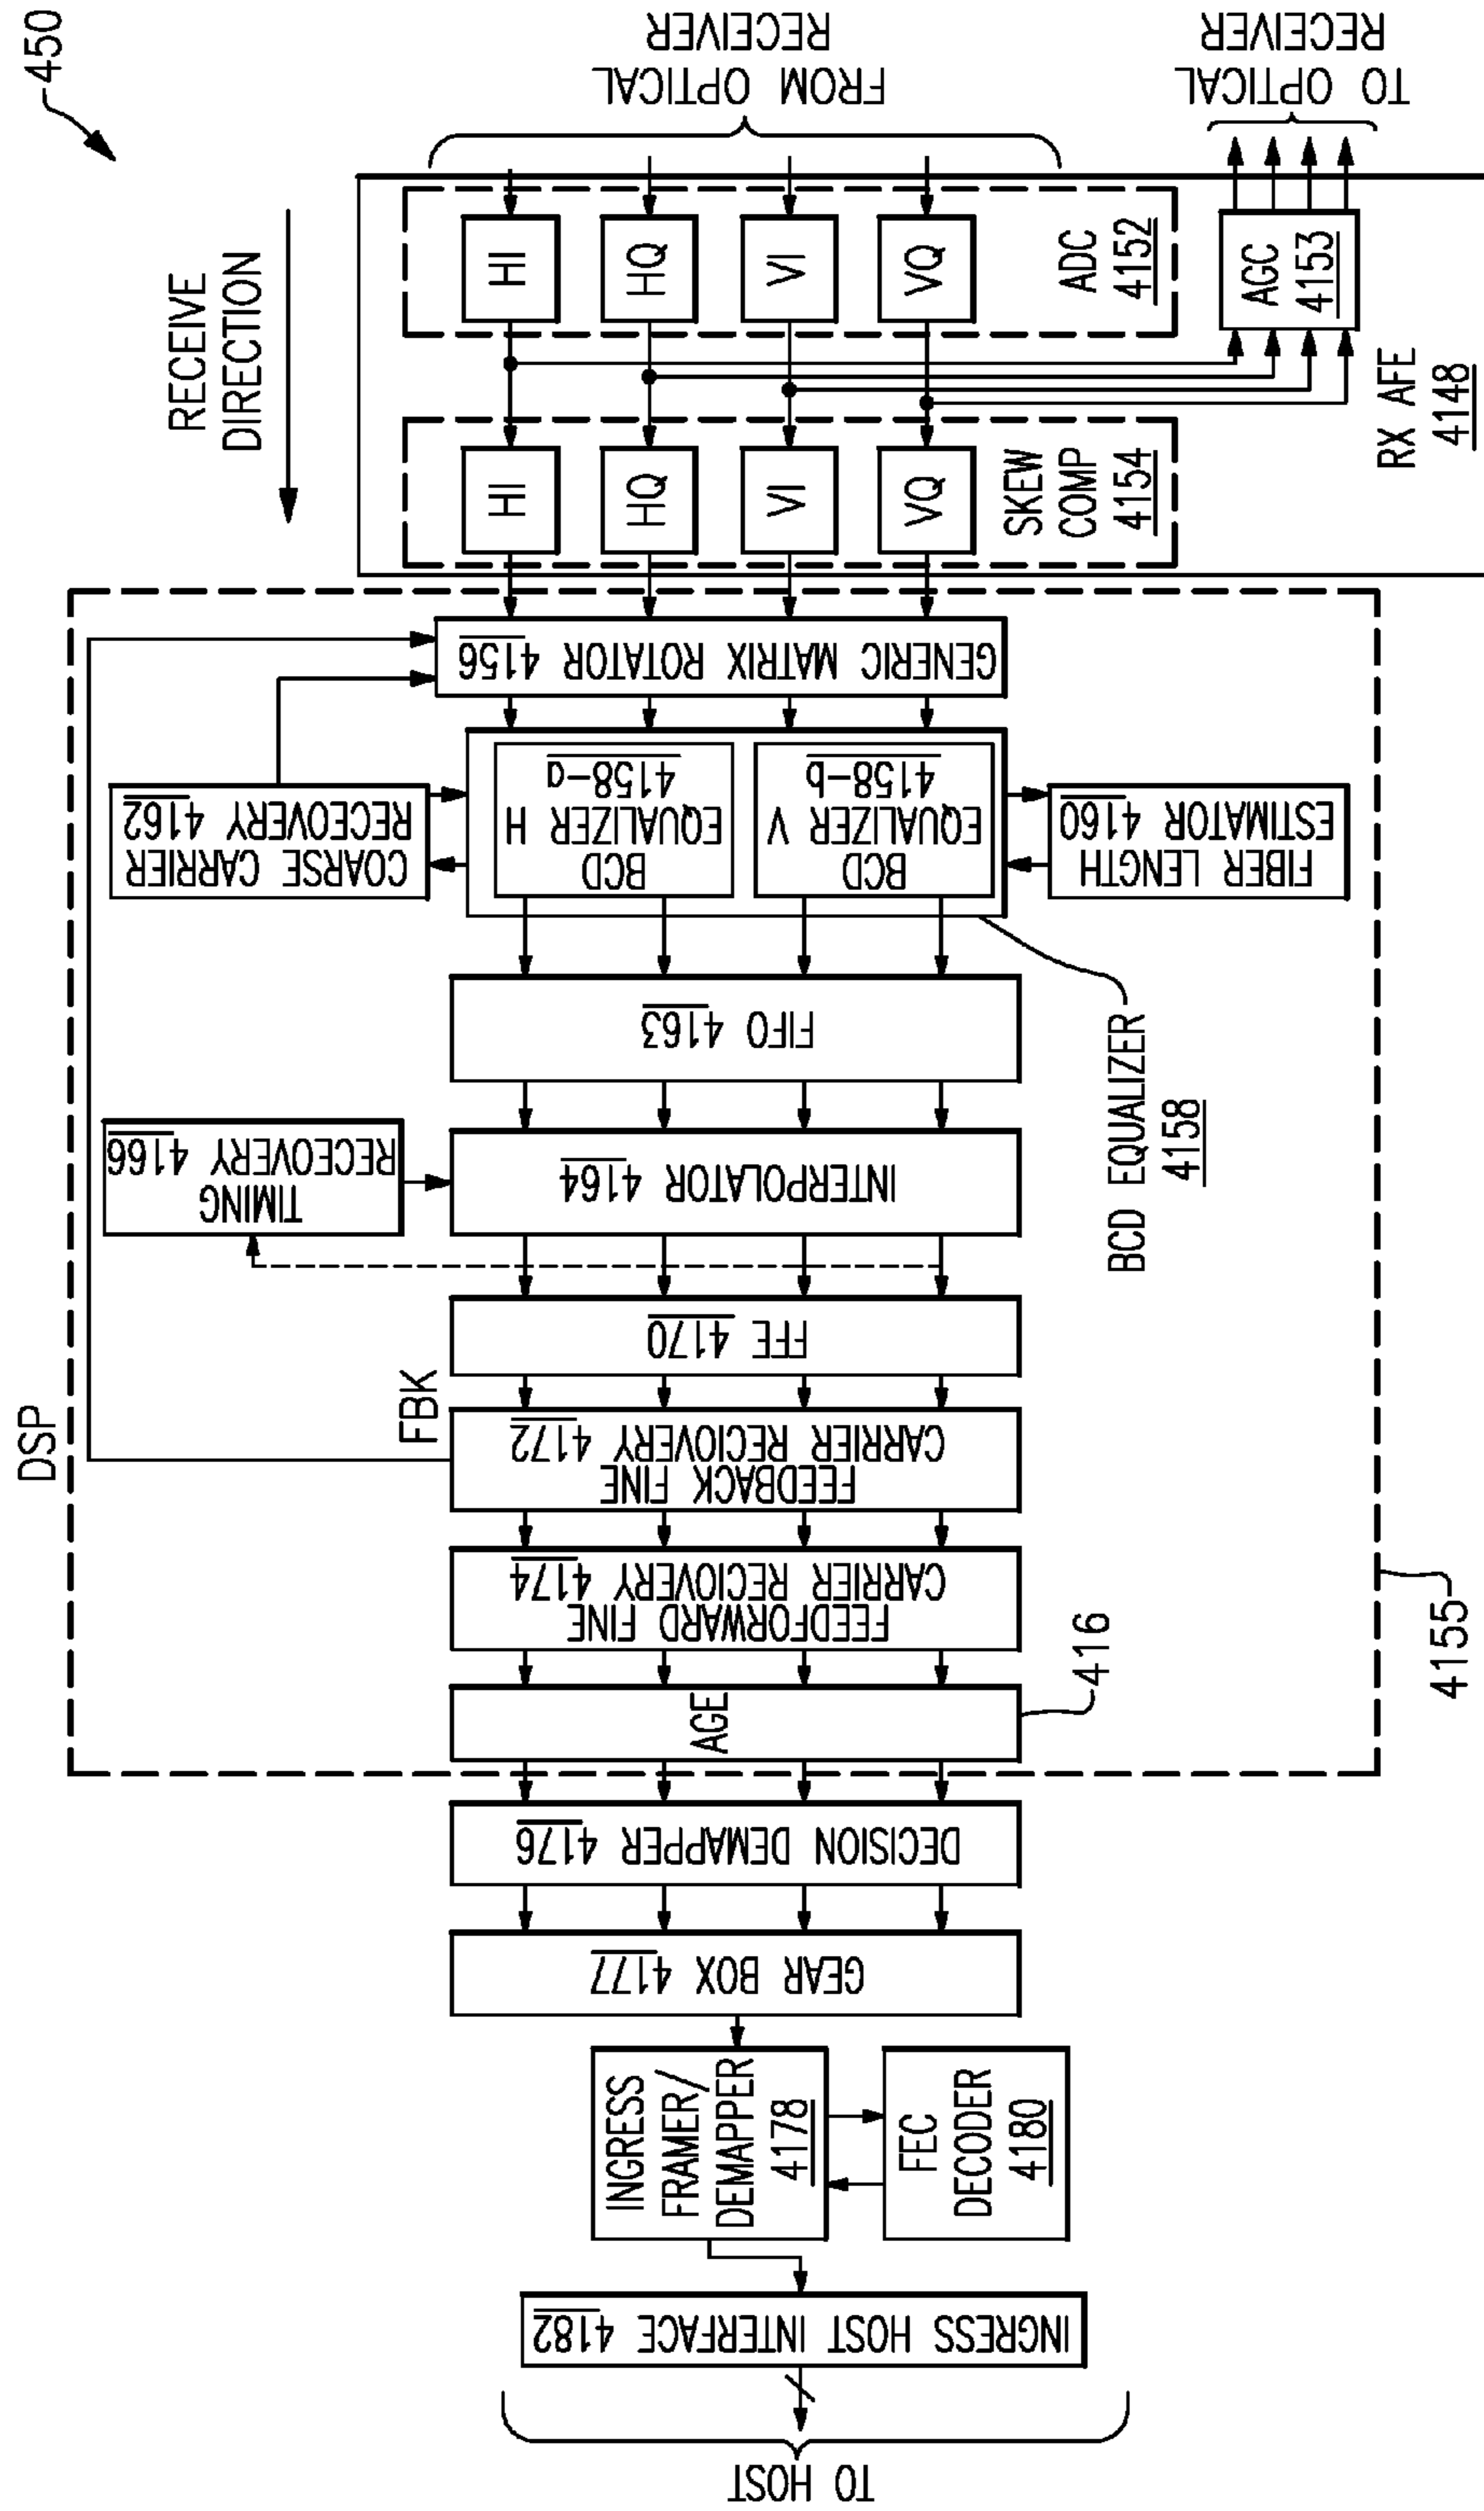 450
RECEIVE
DIRECTION
FROM OPTICAL
RECEIVER
TO OPTICAL
RECEIVER
HI
HQ
VI
VQ
ADC
4152
AGC
4153
HI
HQ
VI
VQ
SKEW
COMP
4154
RX AFE
4148
DSP
GENERIC MATRIX ROTATOR 4156
COARSE CARRIER
RECOVERY 4162
BCD
EQUALIZER H
4158-a
BCD
EQUALIZER V
4158-b
FIBER LENGTH
ESTIMATOR 4160
BCD EQUALIZER
4158
FIFO 4163
TIMING
RECEOVERY 4166
INTERPOLATOR 4164
FFE 4170
FBK
FEEDBACK FINE
CARRIER RECIOVERY 4172
FEEDFORWARD FINE
CARRIER RECIOVERY 4174
AGE
416
4155
DECISION DEMAPPER 4176
GEAR BOX 4177
INGRESS
FRAMER/
DEMAPPER
4178
FEC
DECODER
4180
INGRESS HOST INTERFACE 4182
TO HOST